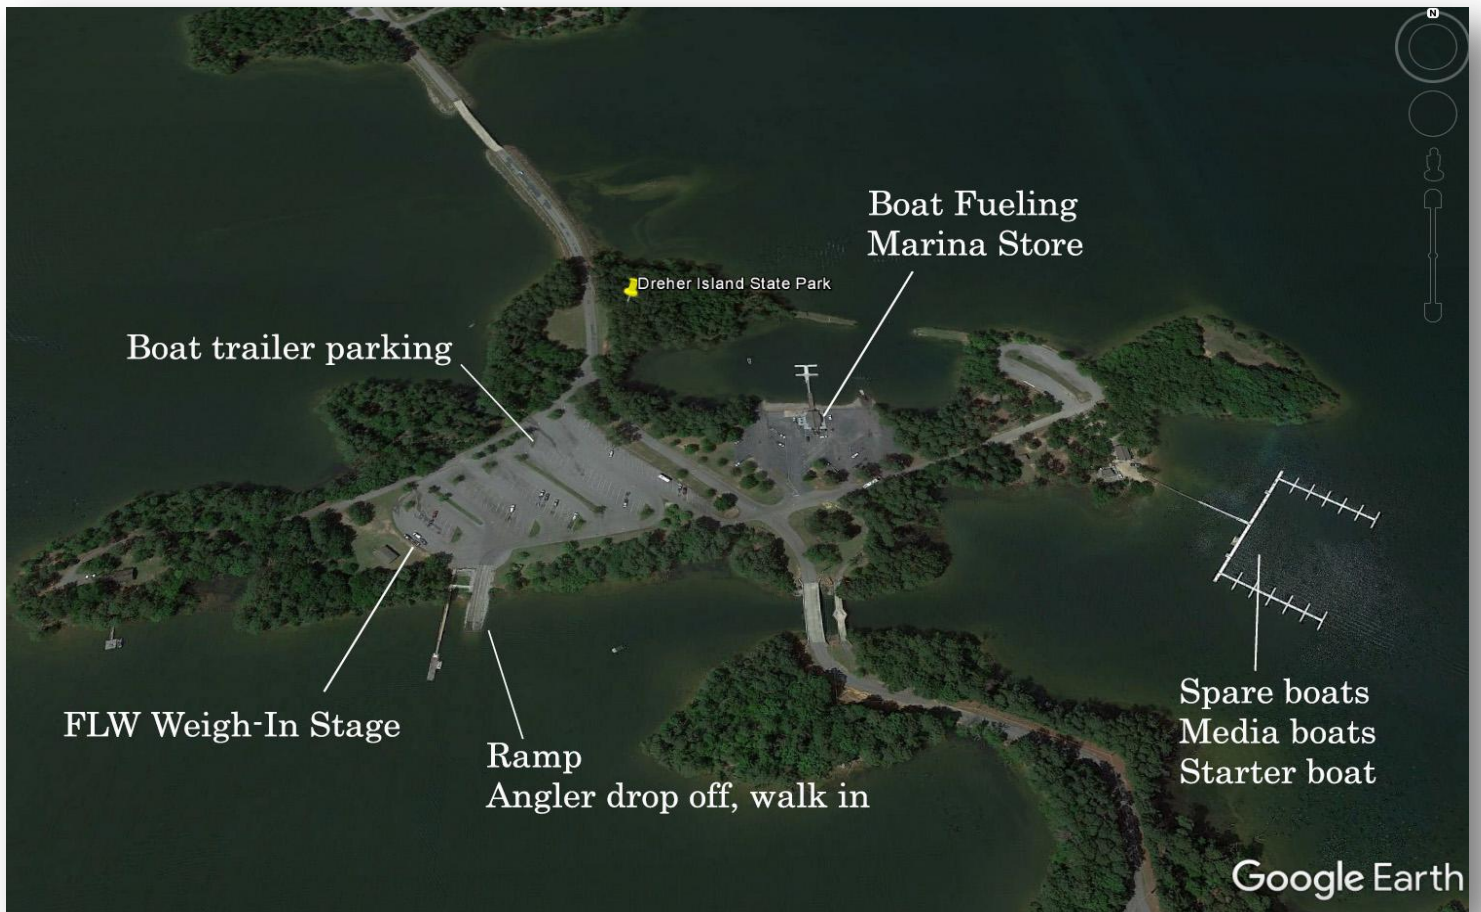 N
Boat Fueling
Marina Store
Dreher Island State Park
Boat trailer parking
FLW Weigh-In Stage
Ramp
Angler drop off, walk in
Spare boats
Media boats
Starter boat
Google Earth